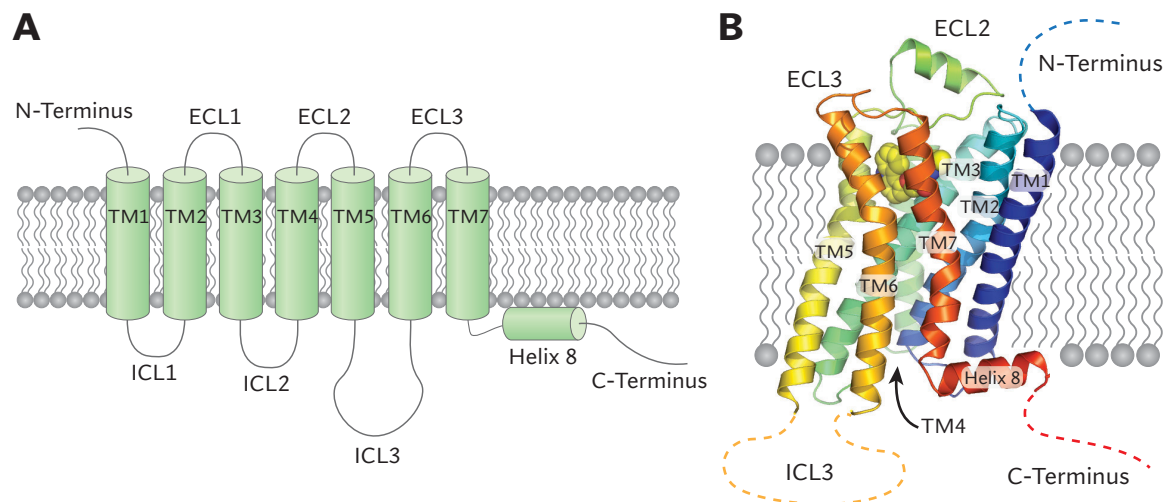 A
N-Terminus
ECL1
ECL2
ECL3
TM1
TM2
TM3
TM4
TM5
TM6
TM7
Helix 8
C-Terminus
ICL1
ICL2
ICL3
B
ECL2
N-Terminus
ECL3
TM3
TM1
TM2
TM5
TM7
TM6
Helix 8
TM4
ICL3
C-Terminus